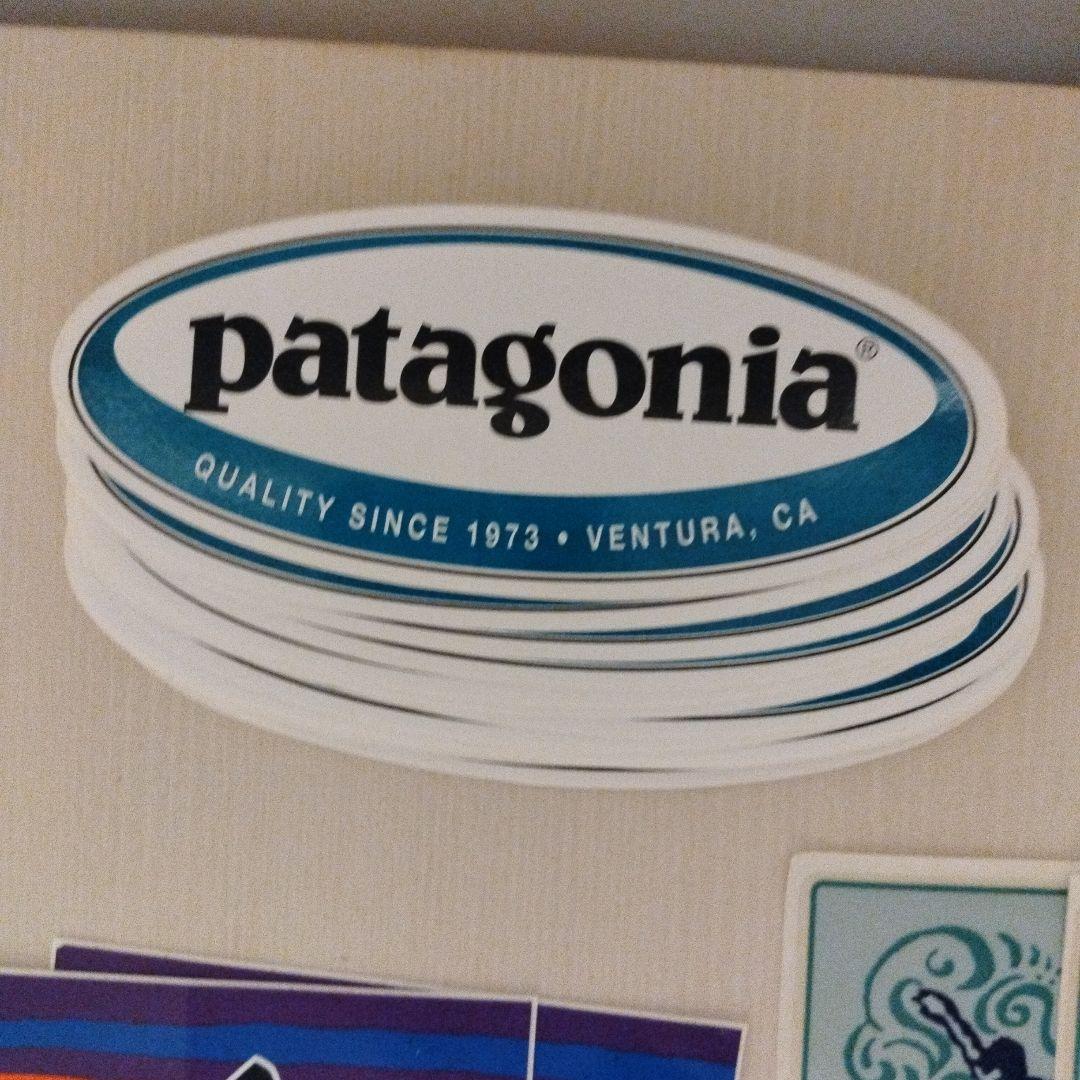 patagonia®
QUALITY SINCE 1973 • VENTURA, CA